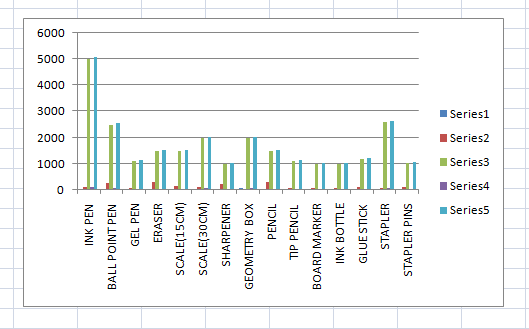 6000
5000
4000
3000
2000
1000
0
INK PEN
BALL POINT PEN
GEL PEN
ERASER
SCALE(15CM)
SCALE(30CM)
SHARPENER
GEOMETRY BOX
PENCIL
TIP PENCIL
BOARD MARKER
INK BOTTLE
GLUE STICK
STAPLER
STAPLER PINS
Series1
Series2
Series3
Series4
Series5